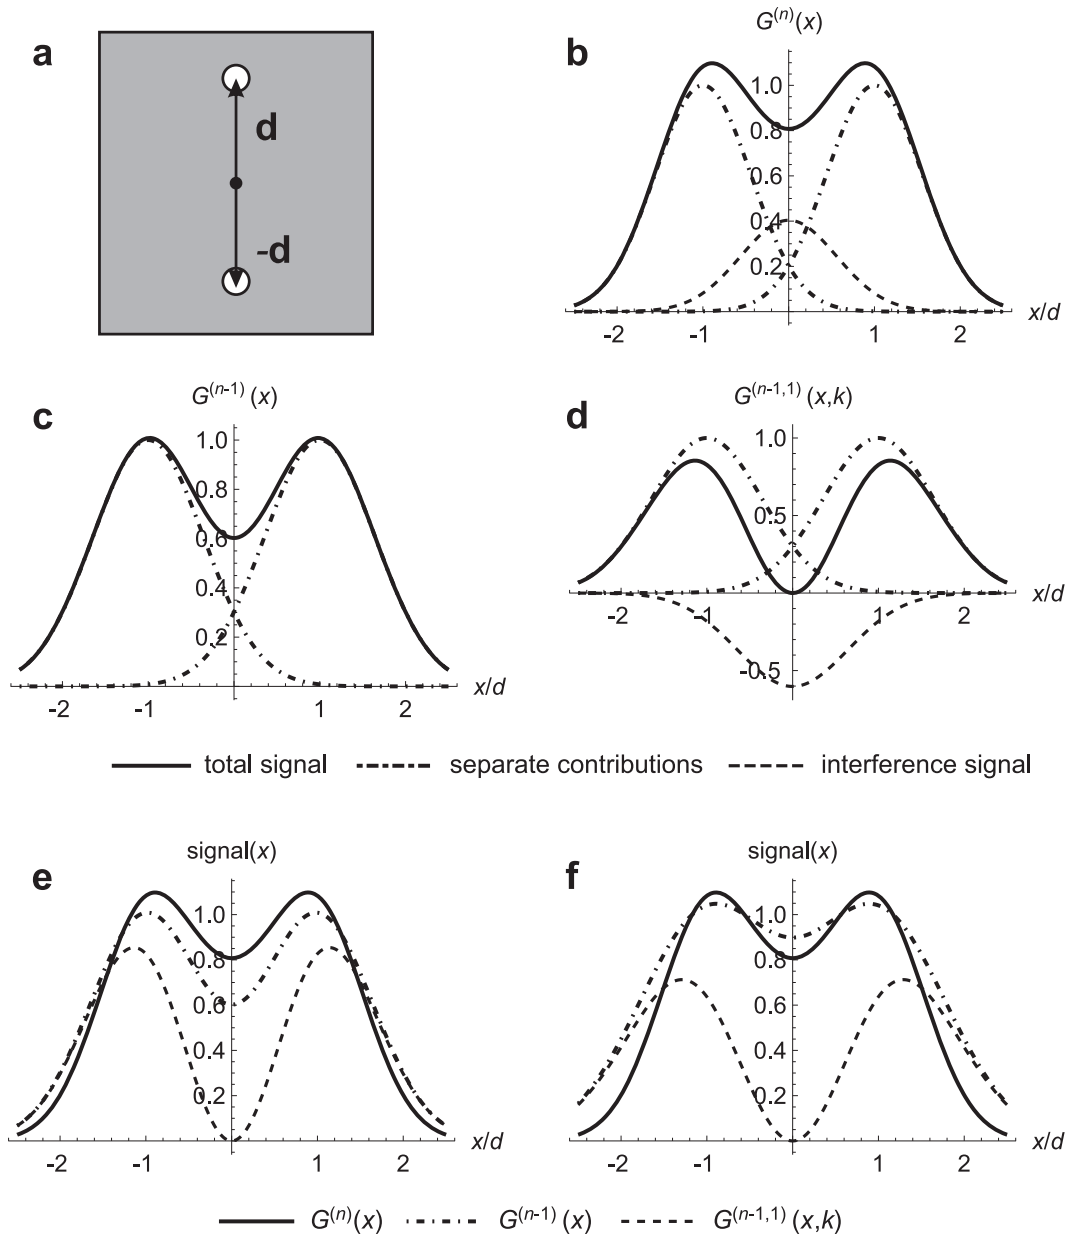 a
d
-d
b
G^(n)(x)
1.0
0.8
0.6
0.4
0.2
-2 -1 1 2
x/d
c
G^(n-1) (x)
1.0
0.8
0.6
0.4
0.2
-2 -1 1 2
x/d
d
G^(n-1,1) (x,k)
1.0
0.5
-2 -1 1 2
x/d
-0.5
total signal separate contributions interference signal
e
signal(x)
1.0
0.8
0.6
0.4
0.2
-2 -1 1 2
x/d
f
signal(x)
1.0
0.8
0.6
0.4
0.2
-2 -1 1 2
x/d
G^(n)(x) G^(n-1) (x) G^(n-1,1) (x,k)